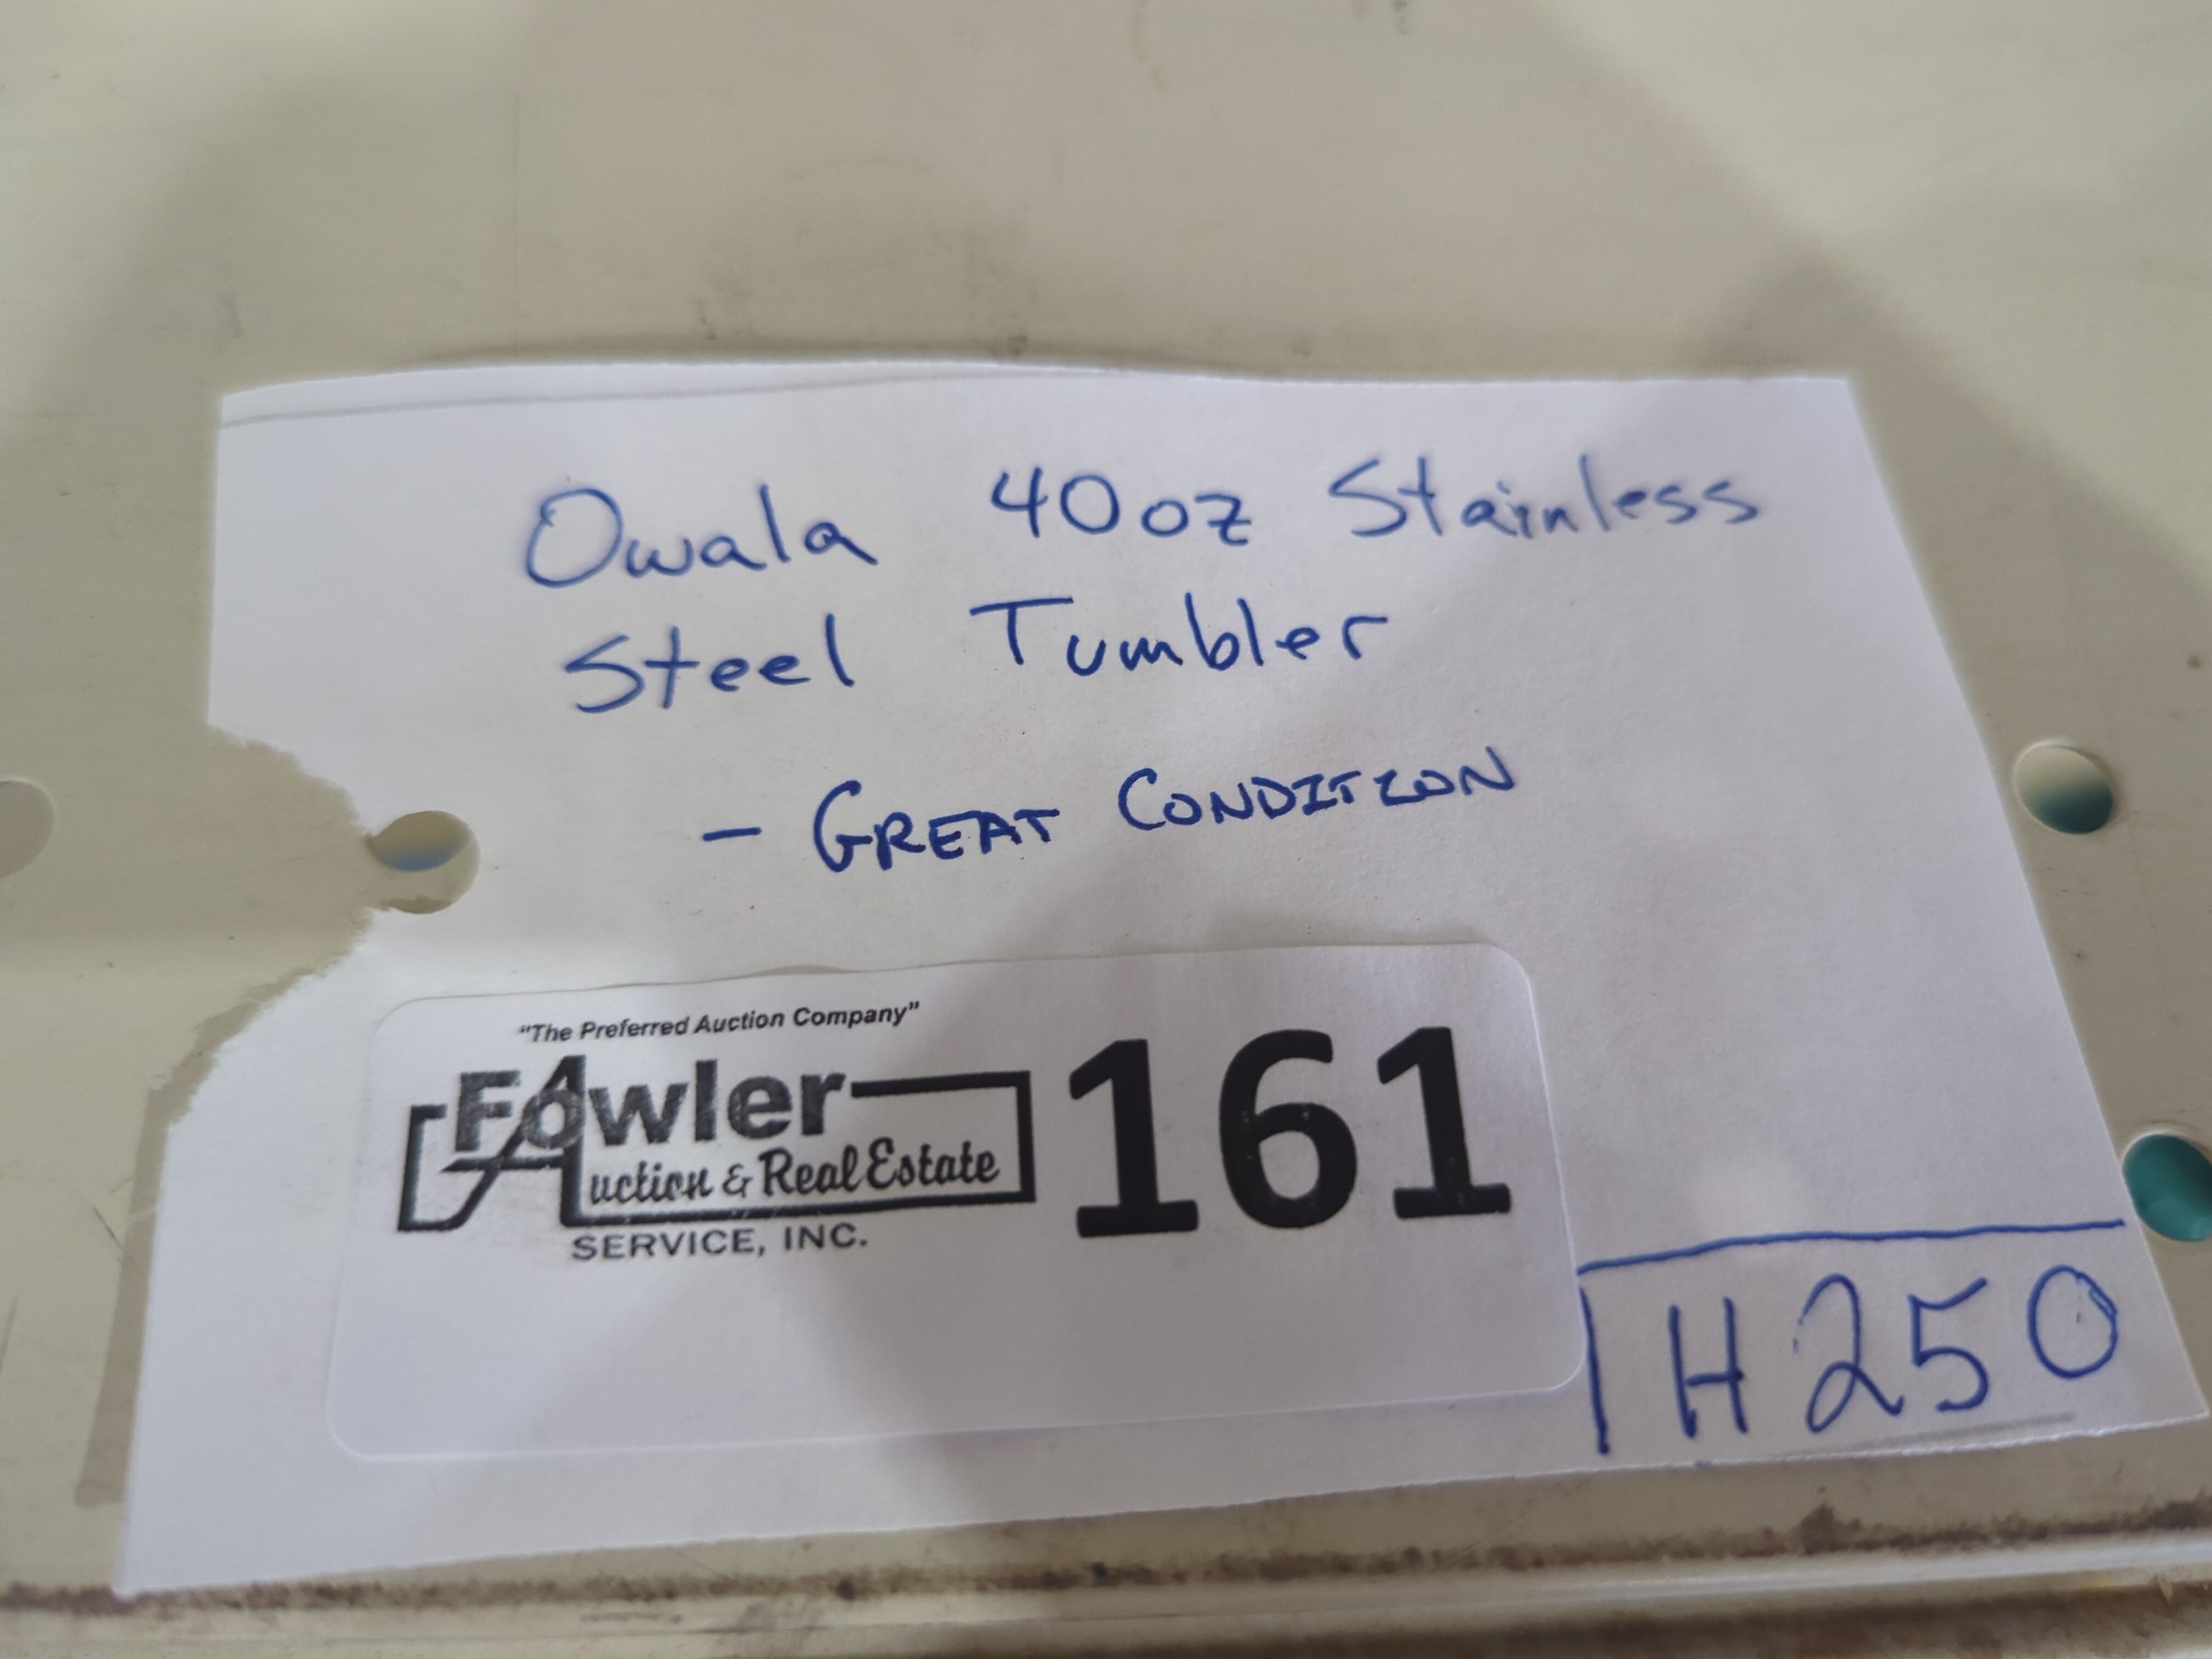 Owala 40oz Stainless
Steel Tumbler
- GREAT CONDITION
"The Preferred Auction Company"
Fowler
Auction & Real Estate
SERVICE, INC.
161
H250